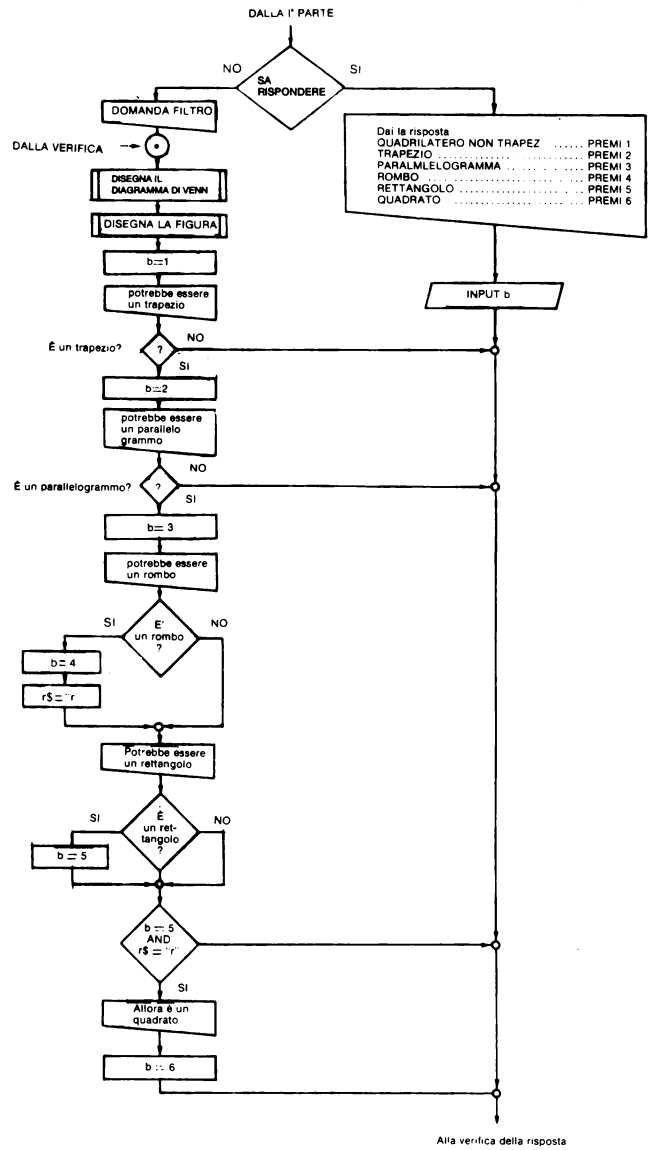 DALLA I° PARTE
NO
SI
SA
RISPONDERE
DOMANDA FILTRO
DALLA VERIFICA
DISEGNA IL
DIAGRAMMA DI VENN
DISEGNA LA FIGURA
b=1
potrebbe essere
un trapezio
Dai la risposta
QUADRILATERO NON TRAPEZ ...... PREMI 1
TRAPEZIO ............................ PREMI 2
PARALMLELOGRAMMA ............ PREMI 3
ROMBO ............................... PREMI 4
RETTANGOLO ....................... PREMI 5
QUADRATO .......................... PREMI 6
INPUT b
È un trapezio?
?
NO
SI
b=2
potrebbe essere
un parallelo
grammo
È un parallelogrammo?
?
NO
SI
b= 3
potrebbe essere
un rombo
SI
E'
un rombo
?
NO
b= 4
r$="r"
Potrebbe essere
un rettangolo
SI
È
un ret-
tangolo
?
NO
b = 5
b= 5
AND
r$= "r"
SI
Allora è un
quadrato
b = 6
Alla verifica della risposta